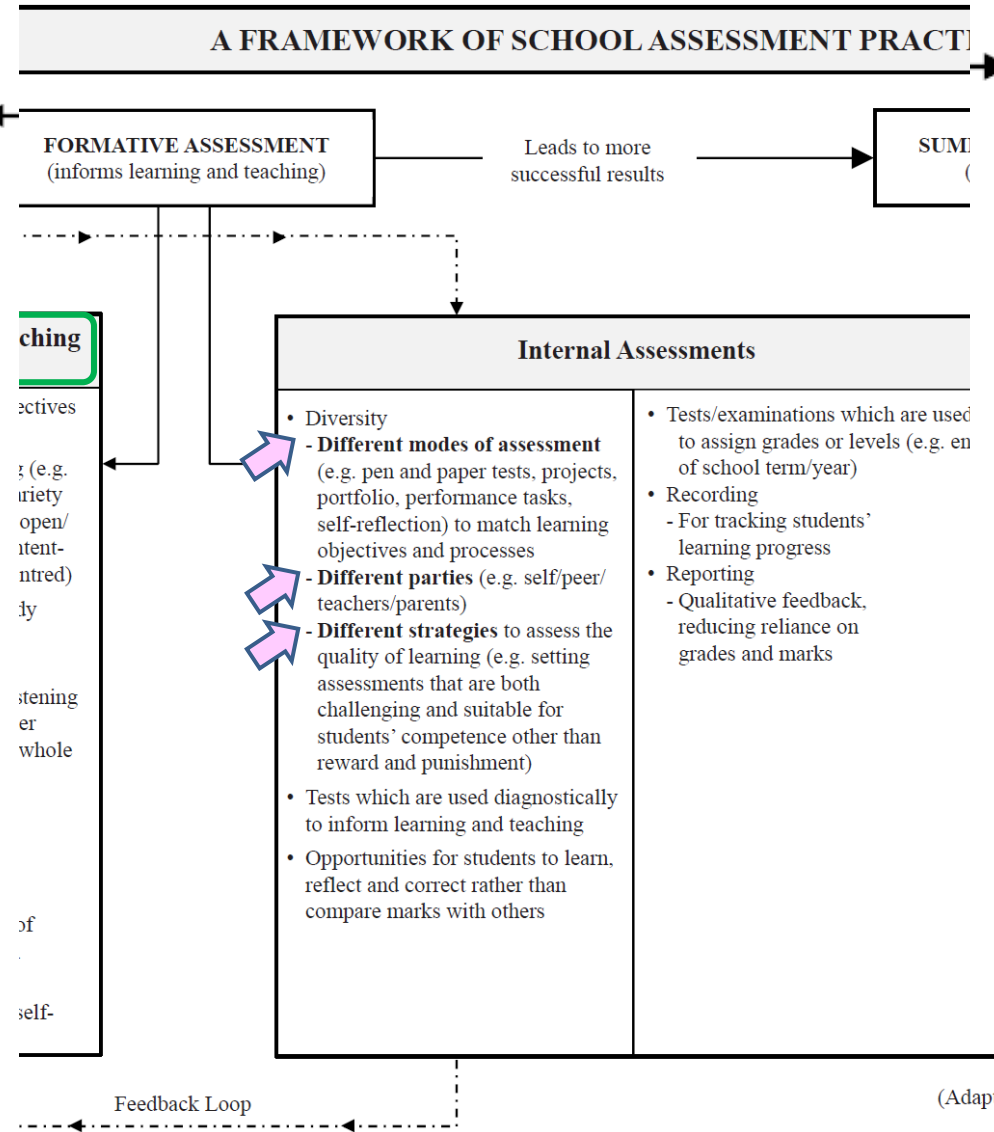 A FRAMEWORK OF SCHOOL ASSESSMENT
FORMATIVE ASSESSMENT
(informs learning and teaching)
Leads to more
successful results
ching
ectives
(e.g.
riety
open/
ntent-
ntred)
dy
stening
er
whole
of
self-
Internal Assessments
• Diversity
- Different modes of assessment
(e.g. pen and paper tests, projects,
portfolio, performance tasks,
self-reflection) to match learning
objectives and processes
- Different parties (e.g. self/peer/
teachers/parents)
- Different strategies to assess the
quality of learning (e.g. setting
assessments that are both
challenging and suitable for
students’ competence other than
reward and punishment)
• Tests which are used diagnostically
to inform learning and teaching
• Opportunities for students to learn,
reflect and correct rather than
compare marks with others
• Tests/examinations which are used
to assign grades or levels (e.g. en
of school term/year)
• Recording
- For tracking students’
learning progress
• Reporting
- Qualitative feedback,
reducing reliance on
grades and marks
Feedback Loop
(Adap